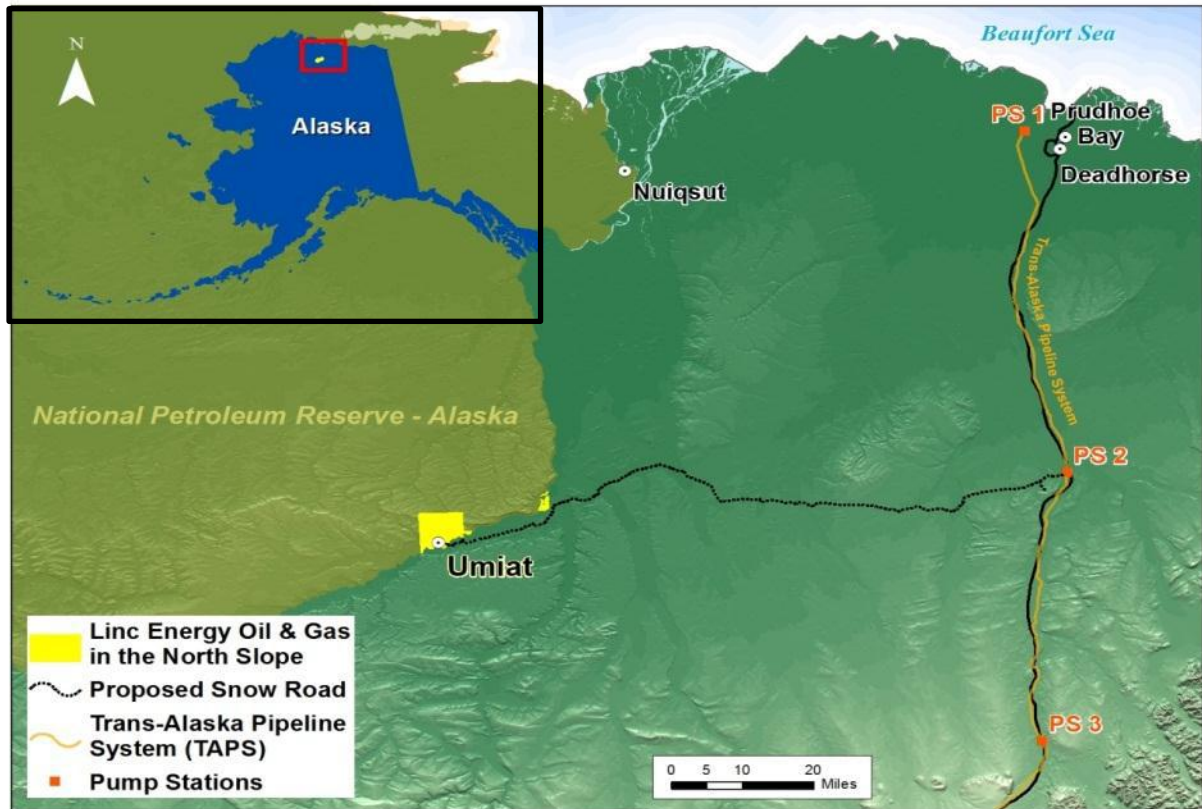 N
Alaska
Beaufort Sea
PS 1
Prudhoe
Bay
Deadhorse
Nuiqsut
Trans-Alaska Pipeline System
National Petroleum Reserve - Alaska
PS 2
Umiat
PS 3
Linc Energy Oil & Gas
in the North Slope
Proposed Snow Road
Trans-Alaska Pipeline
System (TAPS)
Pump Stations
0 5 10 20
Miles